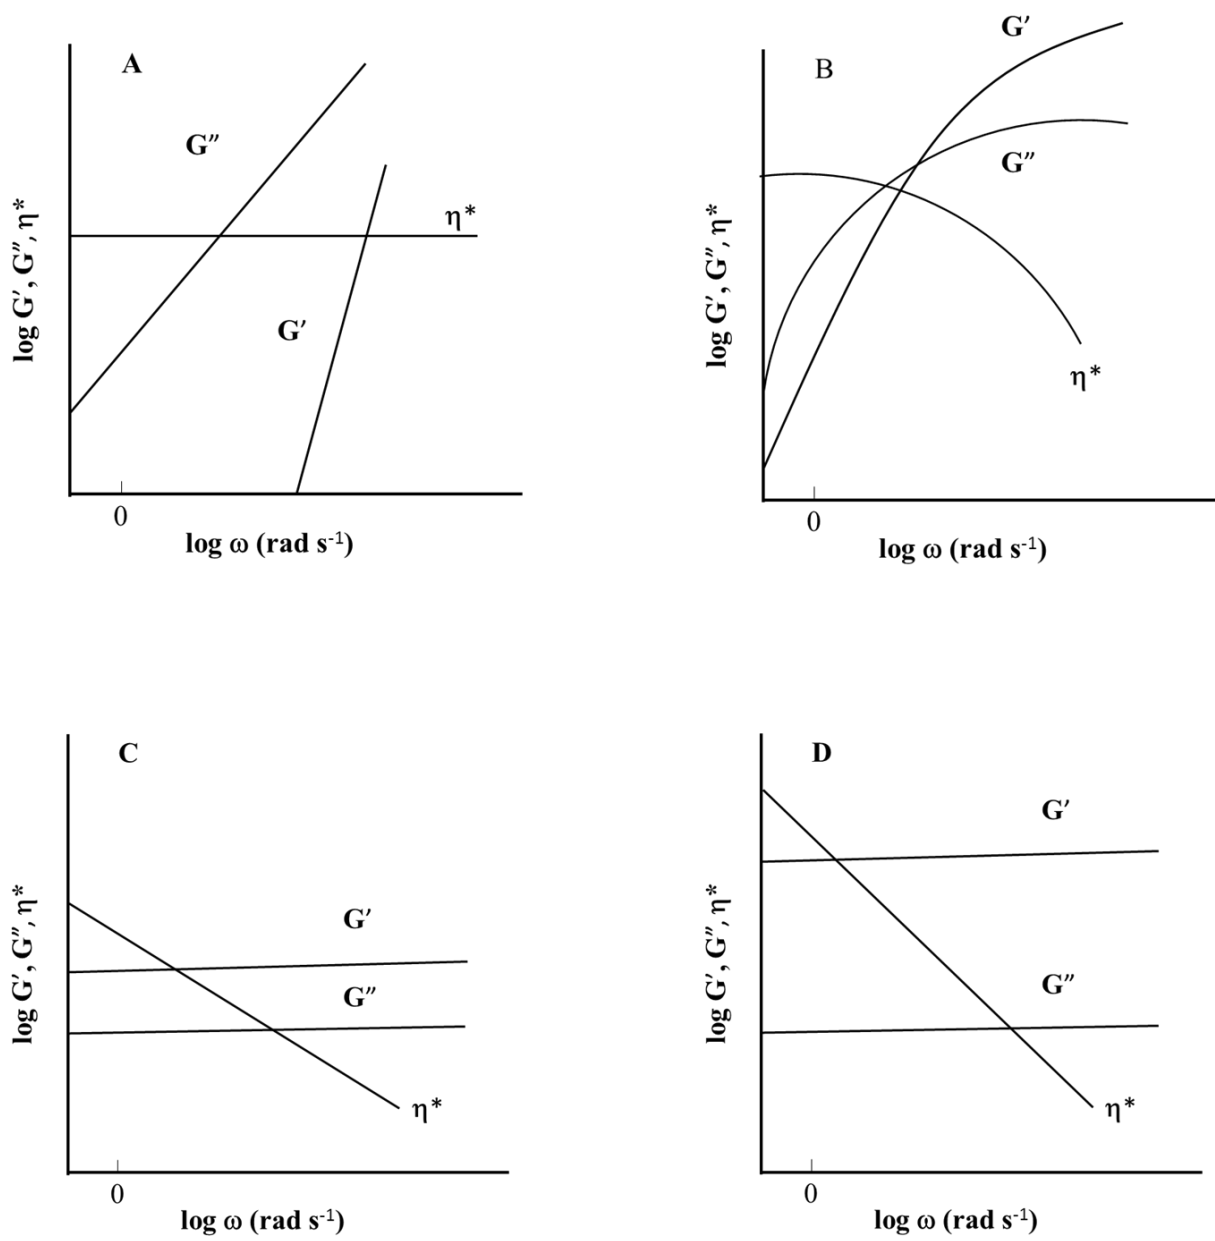 A
G″
η*
G′
log G′, G″, η*
0
log ω (rad s⁻¹)
B
G′
G″
η*
log G′, G″, η*
0
log ω (rad s⁻¹)
C
G′
G″
η*
log G′, G″, η*
0
log ω (rad s⁻¹)
D
G′
G″
η*
log G′, G″, η*
0
log ω (rad s⁻¹)